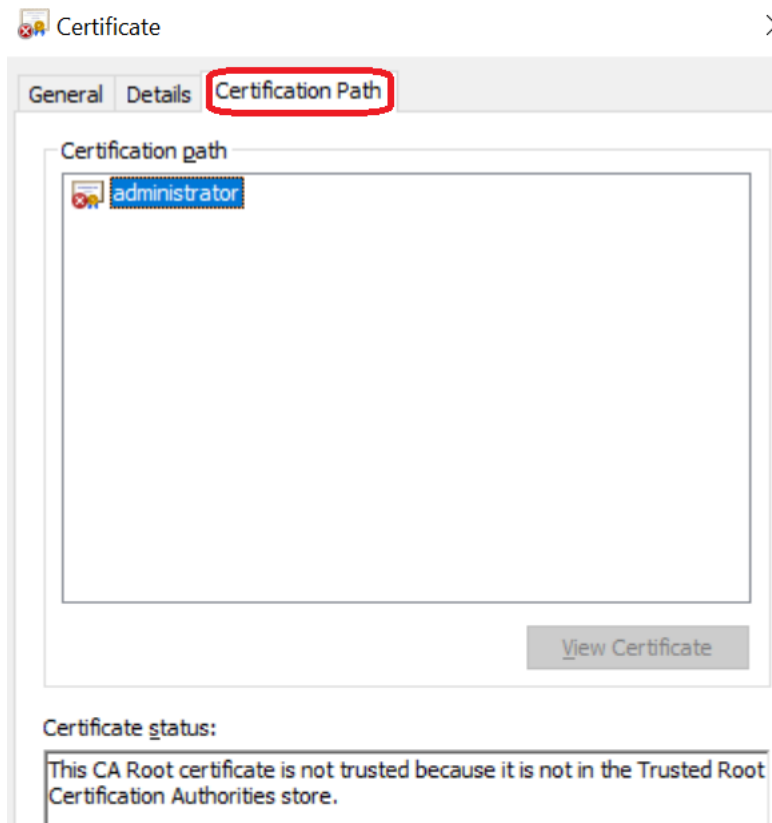 Certificate
General Details Certification Path
Certification path
administrator
View Certificate
Certificate status:
This CA Root certificate is not trusted because it is not in the Trusted Root
Certification Authorities store.